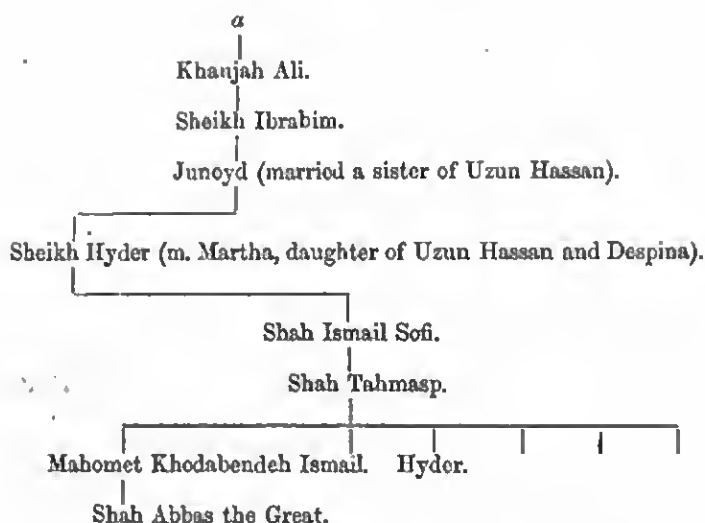 a
Khanjah Ali.
Sheikh Ibrahim.
Juneyd (married a sister of Uzun Hassan).
Sheikh Hyder (m. Martha, daughter of Uzun Hassan and Despina).
Shah Ismail Sofi.
Shah Tahmasp.
Mahomet Khodabendeh Ismail. Hyder.
Shah Abbas the Great.